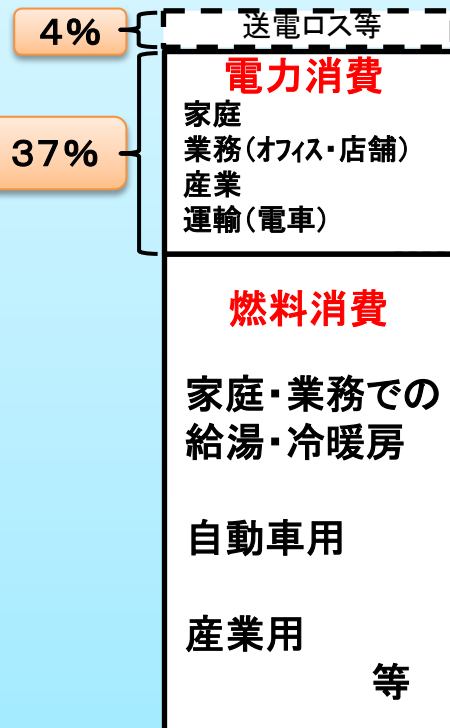 4%
送電ロス等
電力消費
37%
家庭
業務(オフィス・店舗)
産業
運輸(電車)
燃料消費
家庭・業務での
給湯・冷暖房
自動車用
産業用
等